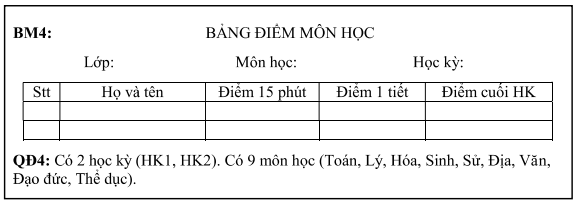 BM4: BẢNG ĐIỂM MÔN HỌC
Lớp: Môn học: Học kỳ:
Stt Họ và tên Điểm 15 phút Điểm 1 tiết Điểm cuối HK
QĐ4: Có 2 học kỳ (HK1, HK2). Có 9 môn học (Toán, Lý, Hóa, Sinh, Sử, Địa, Văn,
Đạo đức, Thể dục).